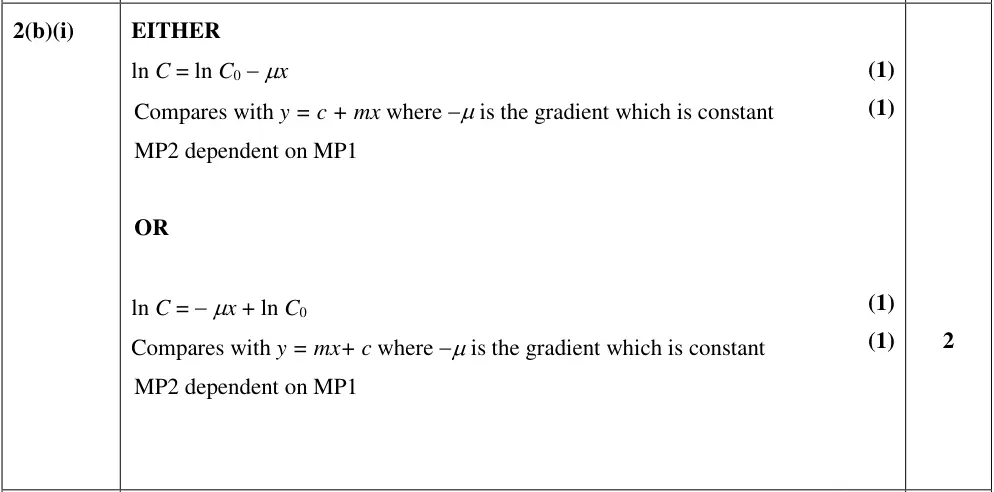 2(b)(i) EITHER
ln C = ln C₀ – μx (1)
Compares with y = c + mx where –μ is the gradient which is constant (1)
MP2 dependent on MP1
OR
ln C = – μx + ln C₀ (1)
Compares with y = mx+ c where –μ is the gradient which is constant (1) 2
MP2 dependent on MP1